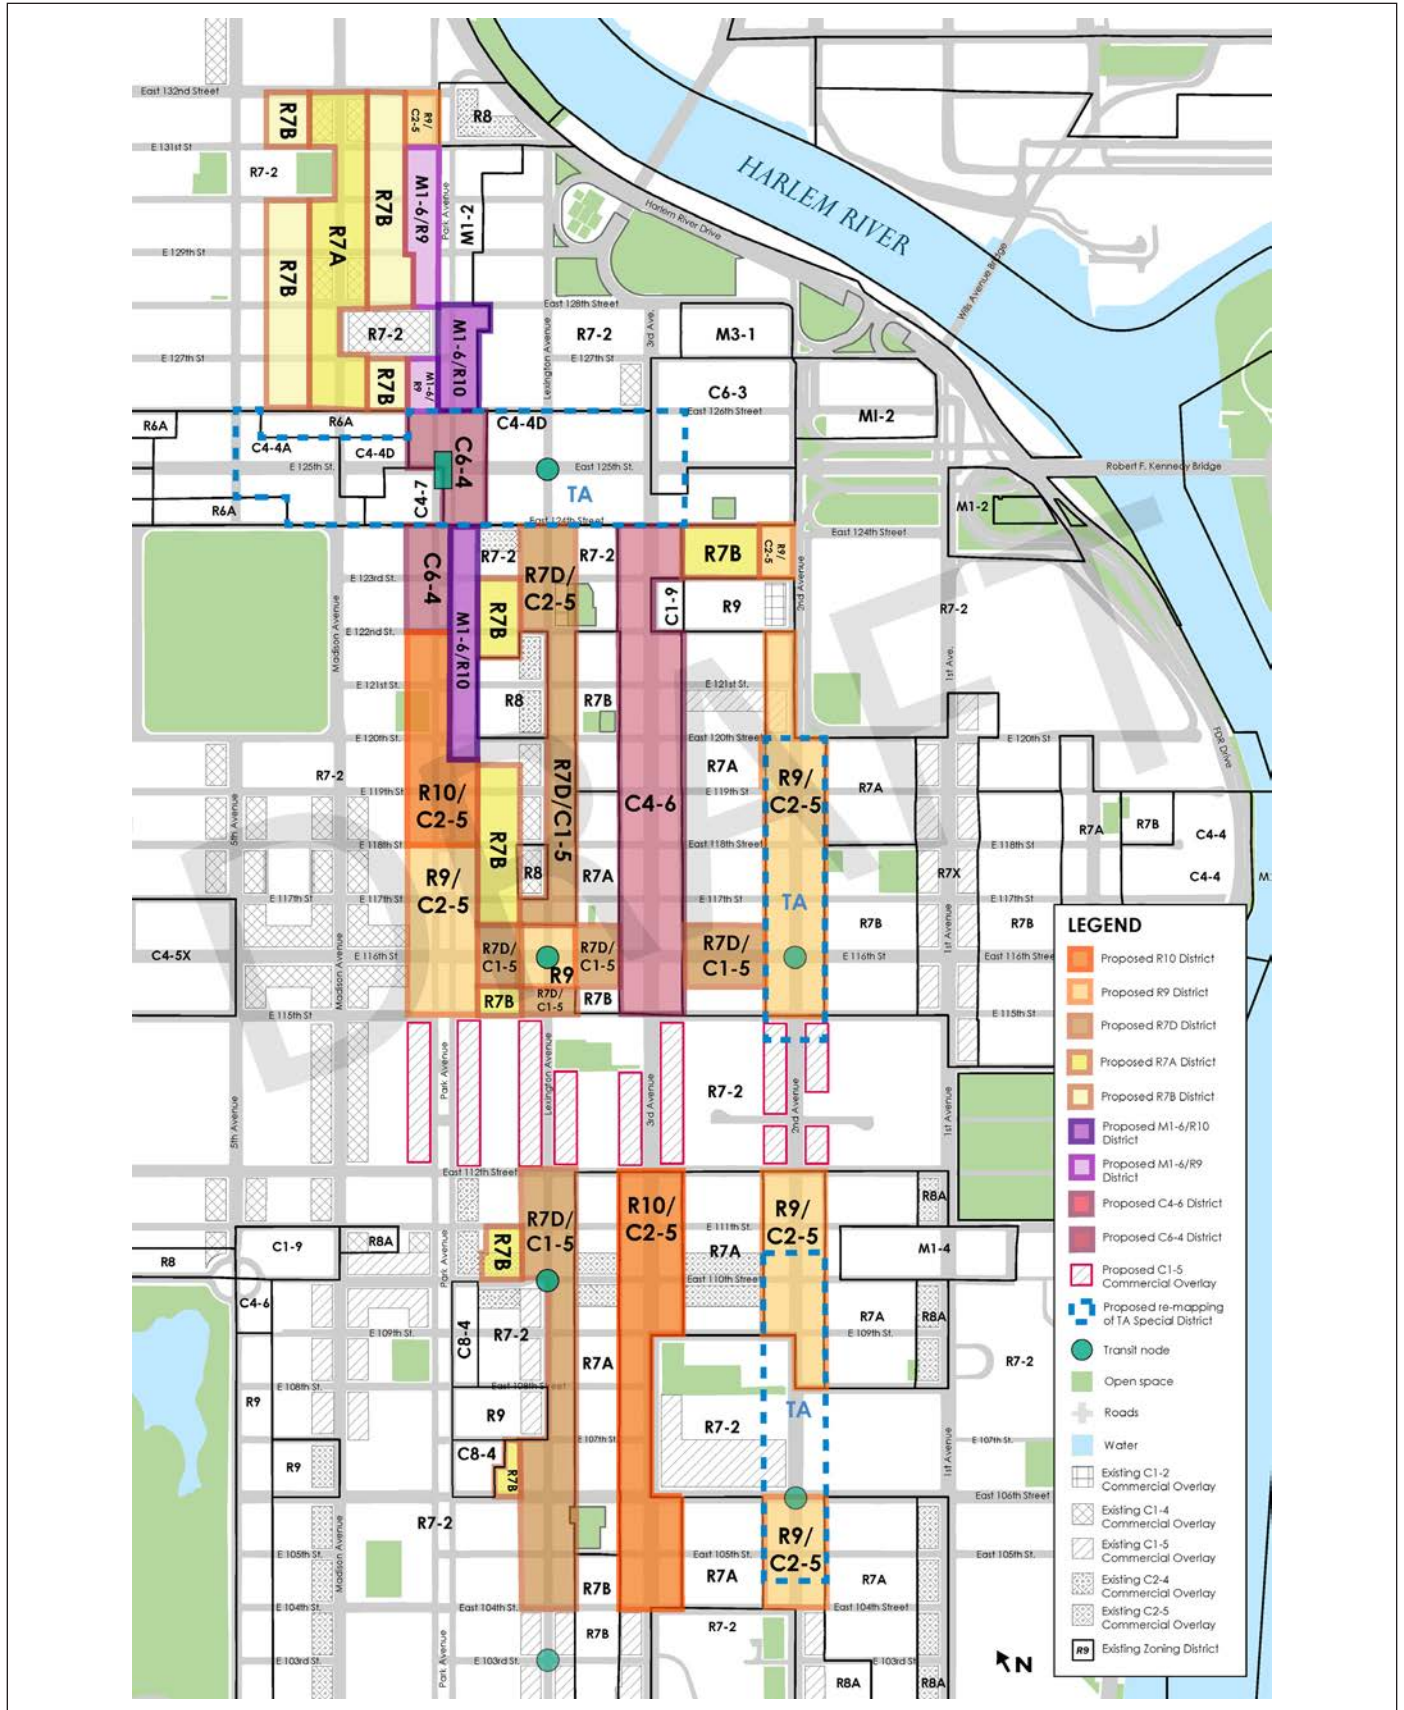 East 132nd Street
R7B
R9/
C2-5
R8
E 131st St
R7-2
R7B
M1-6/R9
Park Avenue
M1-2
HARLEM RIVER
Harlem River Drive
R7A
E 129th St
R7B
Willis Avenue Bridge
East 128th Street
R7-2
M1-6/R10
Lexington Avenue
R7-2
3rd Ave.
M3-1
E 127th St
E 127th St
R7B
M1-6/
R9
C6-3
East 126th Street
MI-2
R6A
R6A
C4-4D
C4-4A
C4-4D
C6-4
E 125th St.
East 125th St.
Robert F. Kennedy Bridge
C4-7
TA
R6A
M1-2
East 124th Street
East 124th Street
R7-2
R7-2
R7B
R9/
C2-5
C6-4
E 123rd St.
R7D/
C2-5
2nd Avenue
R7B
C1-9
R9
R7-2
Madison Avenue
E 122nd St.
M1-6/R10
1st Ave.
E 121st St.
E 121st St.
R8
R7B
E 120th St.
East 120th Street
E 120th St
FDR Drive
DRAFT
R7-2
R7D/C1-5
R7A
R9/
C2-5
E 119th St
E 119th St
R7A
R10/
C2-5
C4-6
5th Avenue
R7A
R7B
C4-4
E 118th St
East 118th Street
E 118th St
R7B
R9/
C2-5
R8
R7A
R7X
C4-4
E 117th St
E 117th St
E 117th St
E 117th St
TA
R7B
1st Avenue
R7B
C4-5X
Madison Avenue
R7D/
C1-5
R9
R7D/
C1-5
R7D/
C1-5
E 116th St
East 116th Stree
R7B
R7D/
C1-5
R7B
E 115th St
E 115th St
5th Avenue
Park Avenue
Lexington Avenue
3rd Avenue
R7-2
2nd Avenue
1st Avenue
East 112th Street
R7D/
C1-5
R10/
C2-5
R9/
C2-5
R8A
E 111th St
R8
C1-9
R8A
Park Avenue
R7B
R7A
M1-4
East 110th Street
C4-6
C8-4
R7-2
E 109th St
R7A
R8A
E 109th St
R7A
R7-2
E 108th St.
East 108th Street
R9
R9
TA
R7-2
E 107th St
E 107th St.
R9
C8-4
R7B
1st Avenue
East 106th Street
R7-2
Madison Avenue
R9/
C2-5
E 105th St.
East 105th St
East 105th St.
R7B
R7A
R7A
E 104th St
East 104th St.
East 104th Street
R7B
R7-2
Park Avenue
E 103rd St.
E 103rd St.
E 103rd St
R8A
R8A
N
LEGEND
Proposed R10 District
Proposed R9 District
Proposed R7D District
Proposed R7A District
Proposed R7B District
Proposed M1-6/R10
District
Proposed M1-6/R9
District
Proposed C4-6 District
Proposed C6-4 District
Proposed C1-5
Commercial Overlay
Proposed re-mapping
of TA Special District
Transit node
Open space
Roads
Water
Existing C1-2
Commercial Overlay
Existing C1-4
Commercial Overlay
Existing C1-5
Commercial Overlay
Existing C2-4
Commercial Overlay
Existing C2-5
Commercial Overlay
R9
Existing Zoning District